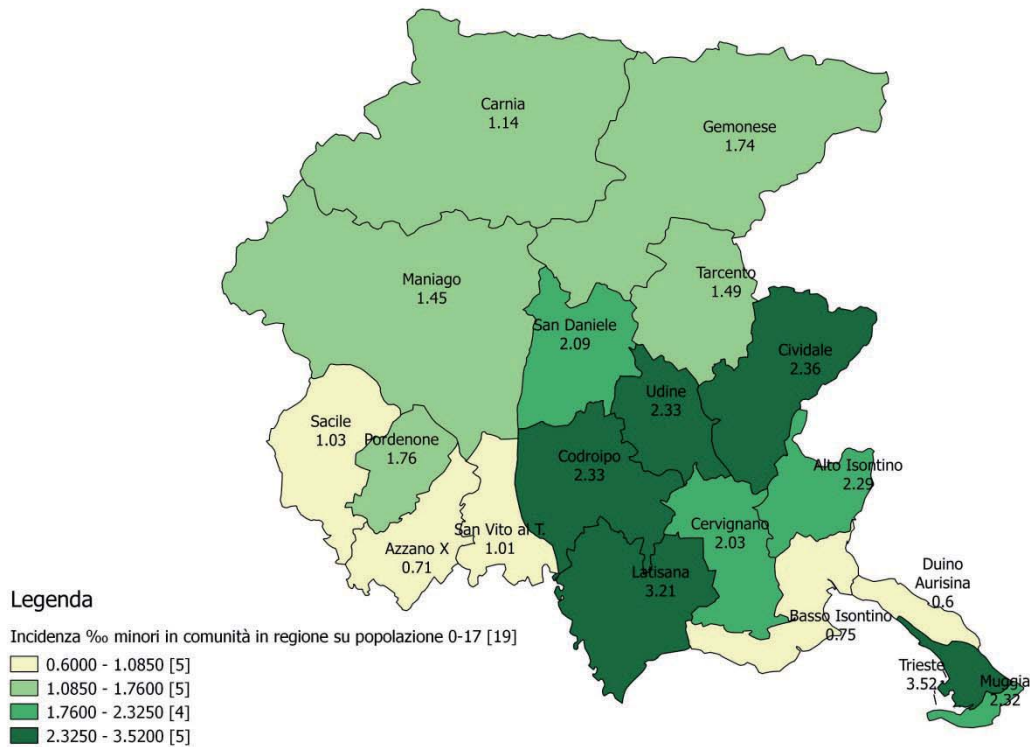 Carnia
1.14
Gemonese
1.74
Maniago
1.45
Tarcento
1.49
San Daniele
2.09
Cividale
2.36
Udine
2.33
Sacile
1.03
Pordenone
1.76
Codroipo
2.33
Alto Isontino
2.29
San Vito al T.
1.01
Cervignano
2.03
Azzano X
0.71
Latisana
3.21
Duino
Aurisina
0.6
Basso Isontino
0.75
Trieste
3.52
Muggia
2.32
Legenda
Incidenza ‰ minori in comunità in regione su popolazione 0-17 [19]
0.6000 - 1.0850 [5]
1.0850 - 1.7600 [5]
1.7600 - 2.3250 [4]
2.3250 - 3.5200 [5]